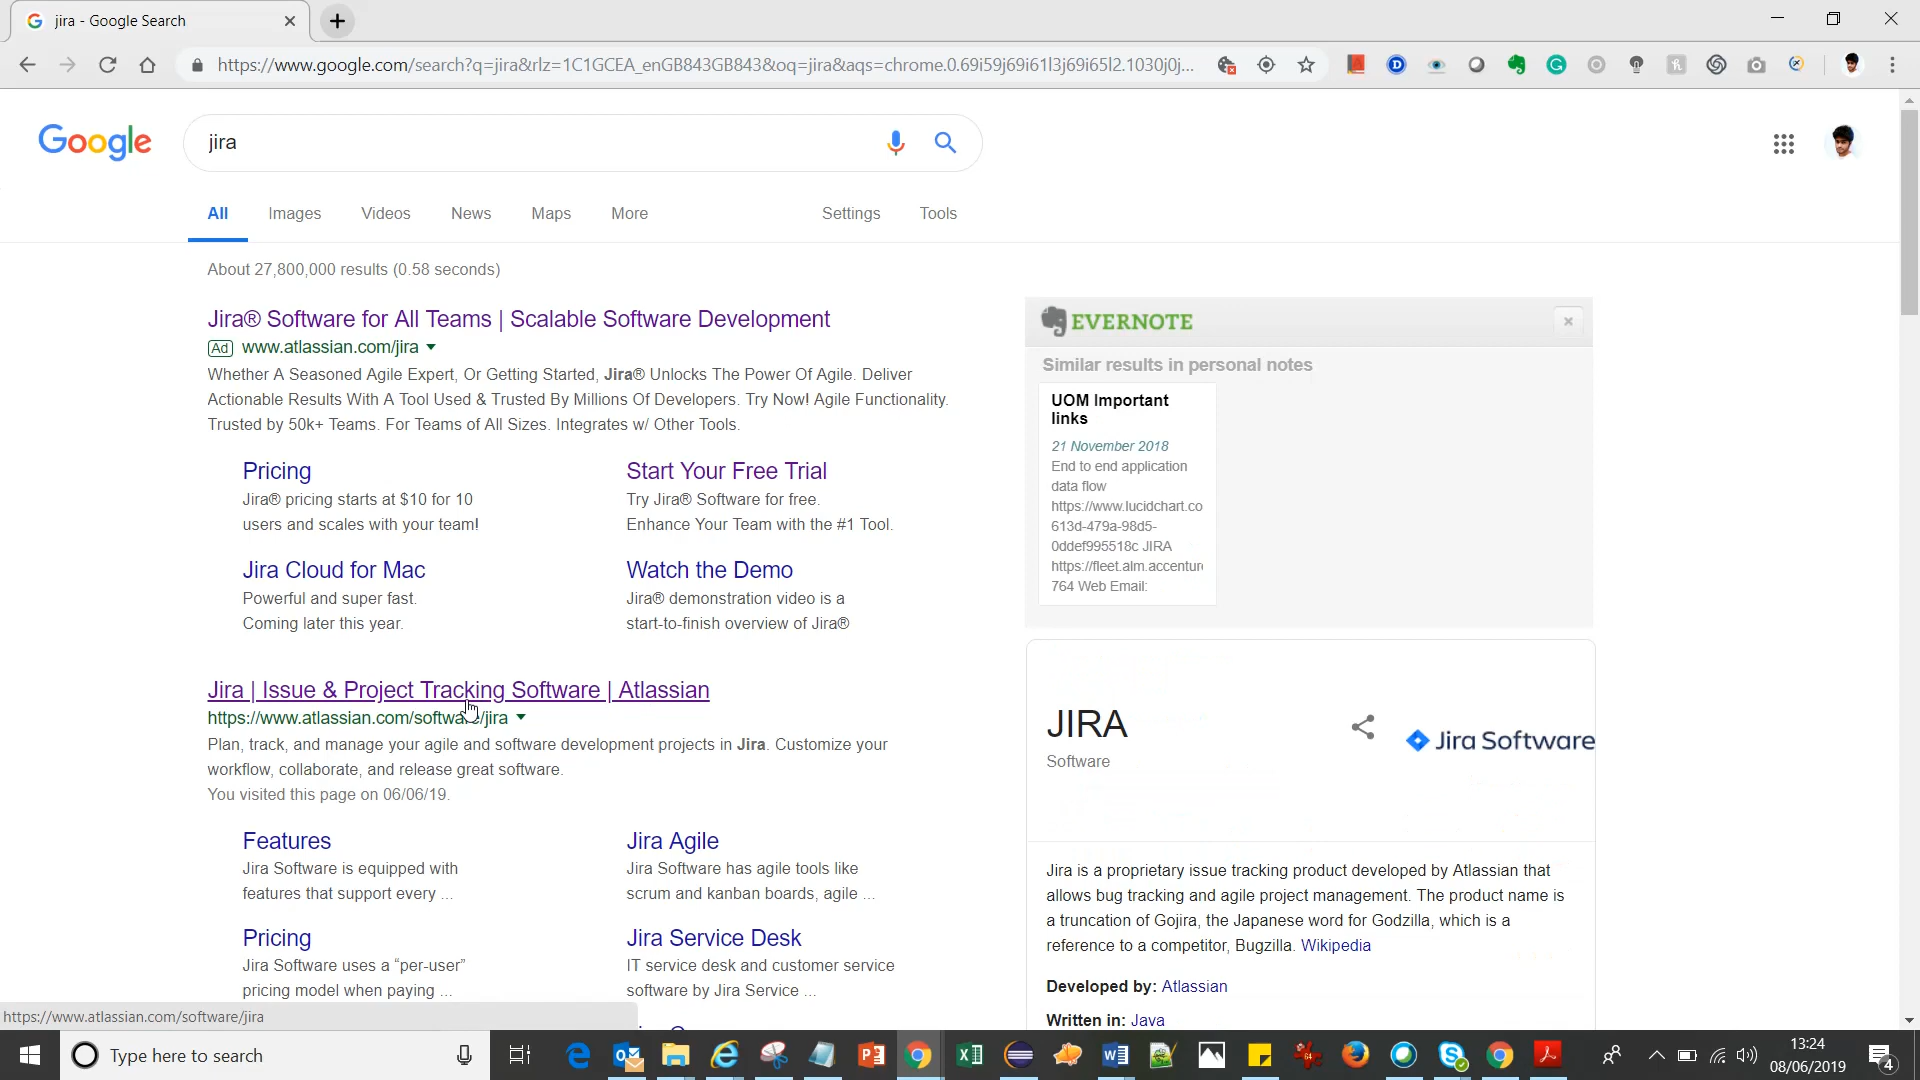 jira - Google Search
https://www.google.com/search?q=jira&rlz=1C1GCEA_enGB843GB843&oq=jira&aqs=chrome.0.69i59j69i61l3j69i65l2.1030j0j...
Google
jira
All Images Videos News Maps More Settings Tools
About 27,800,000 results (0.58 seconds)
Jira® Software for All Teams | Scalable Software Development
Ad www.atlassian.com/jira
Whether A Seasoned Agile Expert, Or Getting Started, Jira® Unlocks The Power Of Agile. Deliver
Actionable Results With A Tool Used & Trusted By Millions Of Developers. Try Now! Agile Functionality.
Trusted by 50k+ Teams. For Teams of All Sizes. Integrates w/ Other Tools.
Pricing
Jira® pricing starts at $10 for 10
users and scales with your team!
Start Your Free Trial
Try Jira® Software for free.
Enhance Your Team with the #1 Tool.
Jira Cloud for Mac
Powerful and super fast.
Coming later this year.
Watch the Demo
Jira® demonstration video is a
start-to-finish overview of Jira®
Jira | Issue & Project Tracking Software | Atlassian
https://www.atlassian.com/software/jira
Plan, track, and manage your agile and software development projects in Jira. Customize your
workflow, collaborate, and release great software.
You visited this page on 06/06/19.
Features
Jira Software is equipped with
features that support every ...
Jira Agile
Jira Software has agile tools like
scrum and kanban boards, agile ...
Pricing
Jira Software uses a “per-user”
pricing model when paying ...
Jira Service Desk
IT service desk and customer service
software by Jira Service ...
EVERNOTE
Similar results in personal notes
UOM Important
links
21 November 2018
End to end application
data flow
https://www.lucidchart.co
613d-479a-98d5-
0ddef995518c JIRA
https://fleet.alm.accentur
764 Web Email:
JIRA
Software
Jira Software
Jira is a proprietary issue tracking product developed by Atlassian that
allows bug tracking and agile project management. The product name is
a truncation of Gojira, the Japanese word for Godzilla, which is a
reference to a competitor, Bugzilla. Wikipedia
Developed by: Atlassian
Written in: Java
https://www.atlassian.com/software/jira
Type here to search
64
13:24
08/06/2019
4